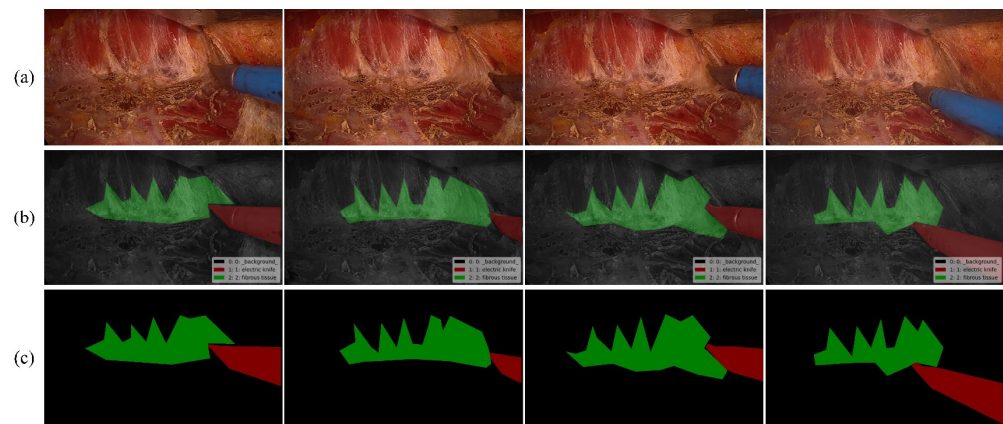 (a)
(b)
0: 0: _background_
1: 1: electric knife
2: 2: fibrous tissue
0: 0: _background_
1: 1: electric knife
2: 2: fibrous tissue
0: 0: _background_
1: 1: electric knife
2: 2: fibrous tissue
0: 0: _background_
1: 1: electric knife
2: 2: fibrous tissue
(c)